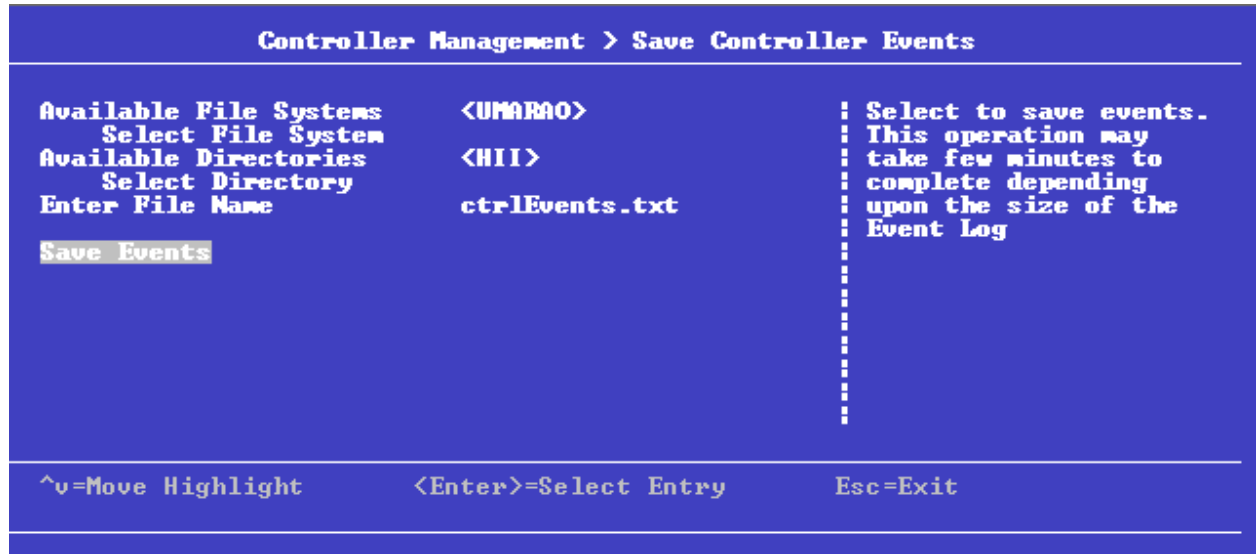 Controller Management > Save Controller Events
Available File Systems <UMARAO>
Select File System
Available Directories <HII>
Select Directory
Enter File Name ctrlEvents.txt
Save Events
Select to save events.
This operation may
take few minutes to
complete depending
upon the size of the
Event Log
^v=Move Highlight <Enter>=Select Entry Esc=Exit